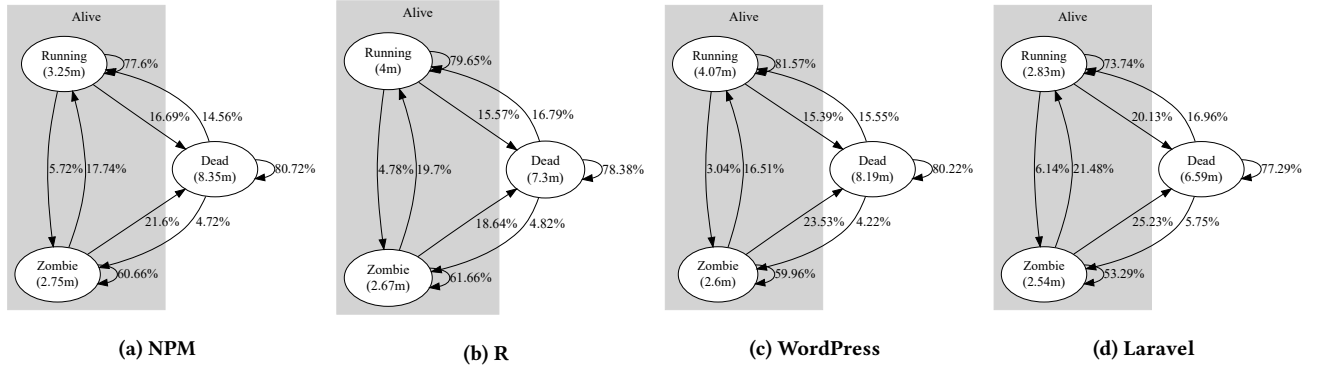 Alive
Running
(3.25m)
77.6%
16.69%
14.56%
5.72%
17.74%
Dead
(8.35m)
80.72%
21.6%
4.72%
Zombie
(2.75m)
60.66%
(a) NPM
Alive
Running
(4m)
79.65%
15.57%
16.79%
4.78%
19.7%
Dead
(7.3m)
78.38%
18.64%
4.82%
Zombie
(2.67m)
61.66%
(b) R
Alive
Running
(4.07m)
81.57%
15.39%
15.55%
3.04%
16.51%
Dead
(8.19m)
80.22%
23.53%
4.22%
Zombie
(2.6m)
59.96%
(c) WordPress
Alive
Running
(2.83m)
73.74%
20.13%
16.96%
6.14%
21.48%
Dead
(6.59m)
77.29%
25.23%
5.75%
Zombie
(2.54m)
53.29%
(d) Laravel